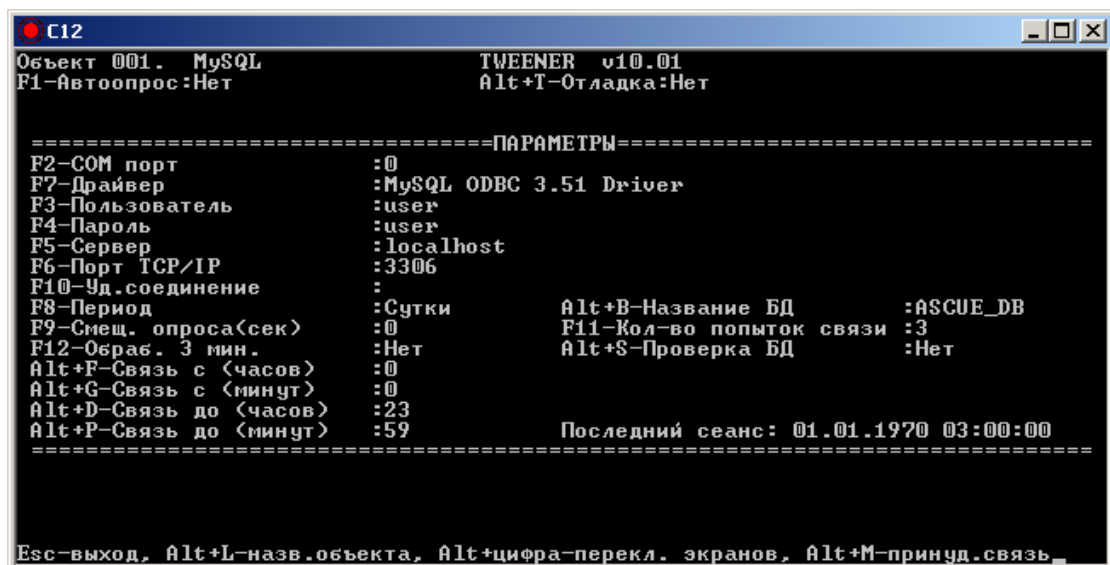 C12
Объект 001. MySQL TWEENER v10.01
F1-Автоопрос:Нет Alt+T-Отладка:Нет
=====================================ПАРАМЕТРЫ======================================
F2-COM порт :0
F7-Драйвер :MySQL ODBC 3.51 Driver
F3-Пользователь :user
F4-Пароль :user
F5-Сервер :localhost
F6-Порт TCP/IP :3306
F10-Уд.соединение :
F8-Период :Сутки Alt+B-Название БД :ASCUE_DB
F9-Смещ. опроса(сек) :0 F11-Кол-во попыток связи :3
F12-Обраб. 3 мин. :Нет Alt+S-Проверка БД :Нет
Alt+F-Связь с (часов) :0
Alt+G-Связь с (минут) :0
Alt+D-Связь до (часов) :23
Alt+P-Связь до (минут) :59 Последний сеанс: 01.01.1970 03:00:00
=====================================================================================
Esc-выход, Alt+L-назв.объекта, Alt+цифра-перекл. экранов, Alt+M-принуд.связь_